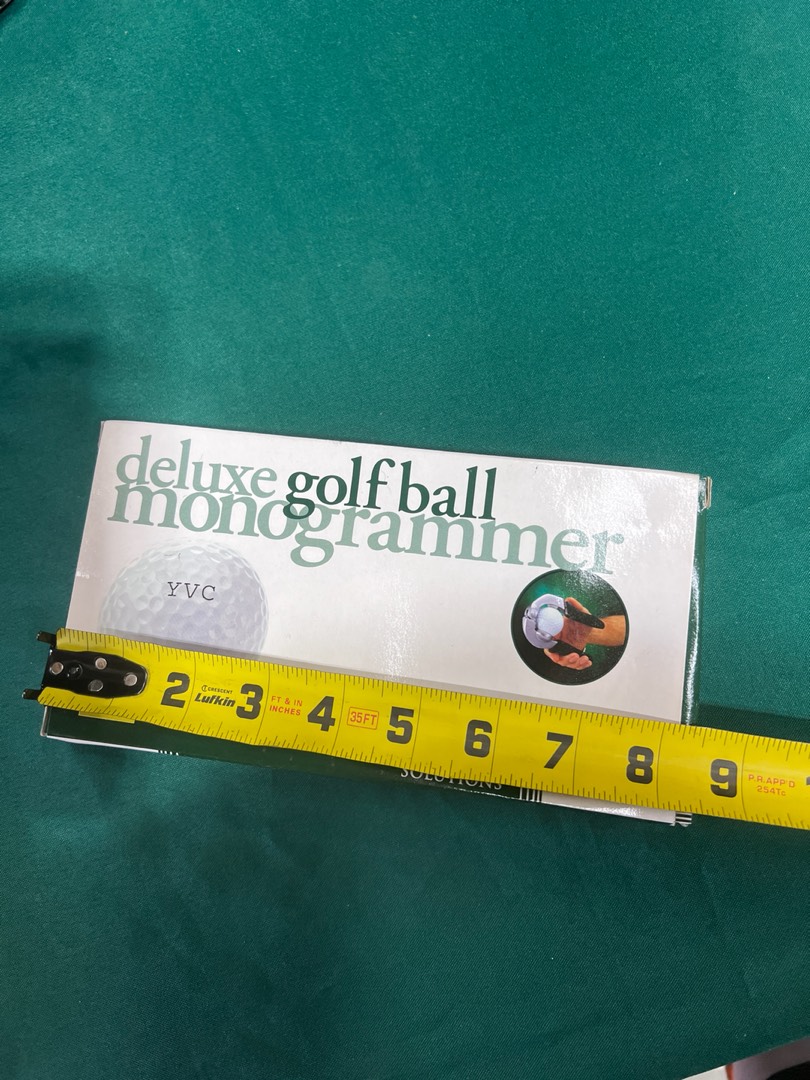 deluxe golf ball
monogrammer
YVC
2 CRESCENT Lufkin 3 FT & IN INCHES 4 35FT 5 6 7 8 9 P.R.APP'D 254Tc
SOLUTIONS